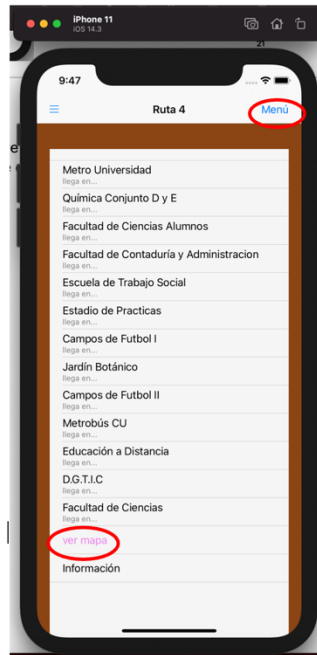 iPhone 11
iOS 14.3
21
9:47
Ruta 4
Menú
Metro Universidad
llega en...
Química Conjunto D y E
llega en...
Facultad de Ciencias Alumnos
llega en...
Facultad de Contaduría y Administracion
llega en...
Escuela de Trabajo Social
llega en...
Estadio de Practicas
llega en...
Campos de Futbol I
llega en...
Jardín Botánico
llega en...
Campos de Futbol II
llega en...
Metrobús CU
llega en...
Educación a Distancia
llega en...
D.G.T.I.C
llega en...
Facultad de Ciencias
llega en...
ver mapa
Información